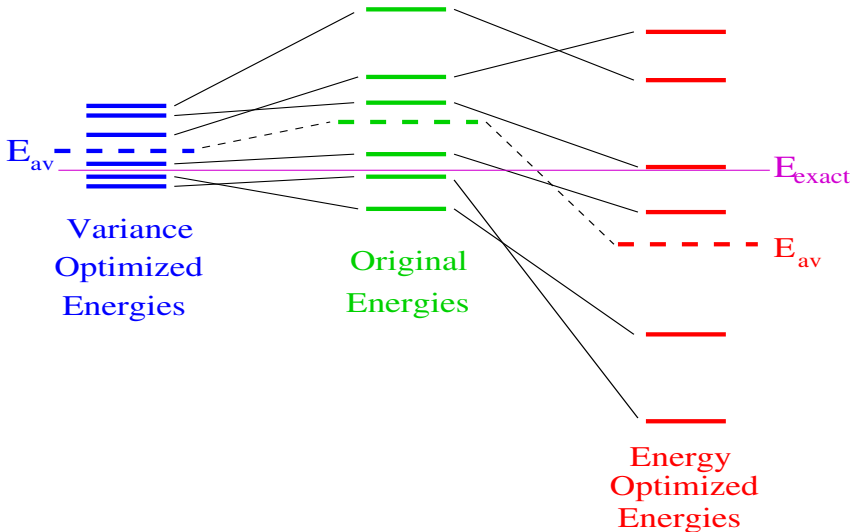 E_av
E_exact
E_av
Variance
Optimized
Energies
Original
Energies
Energy
Optimized
Energies